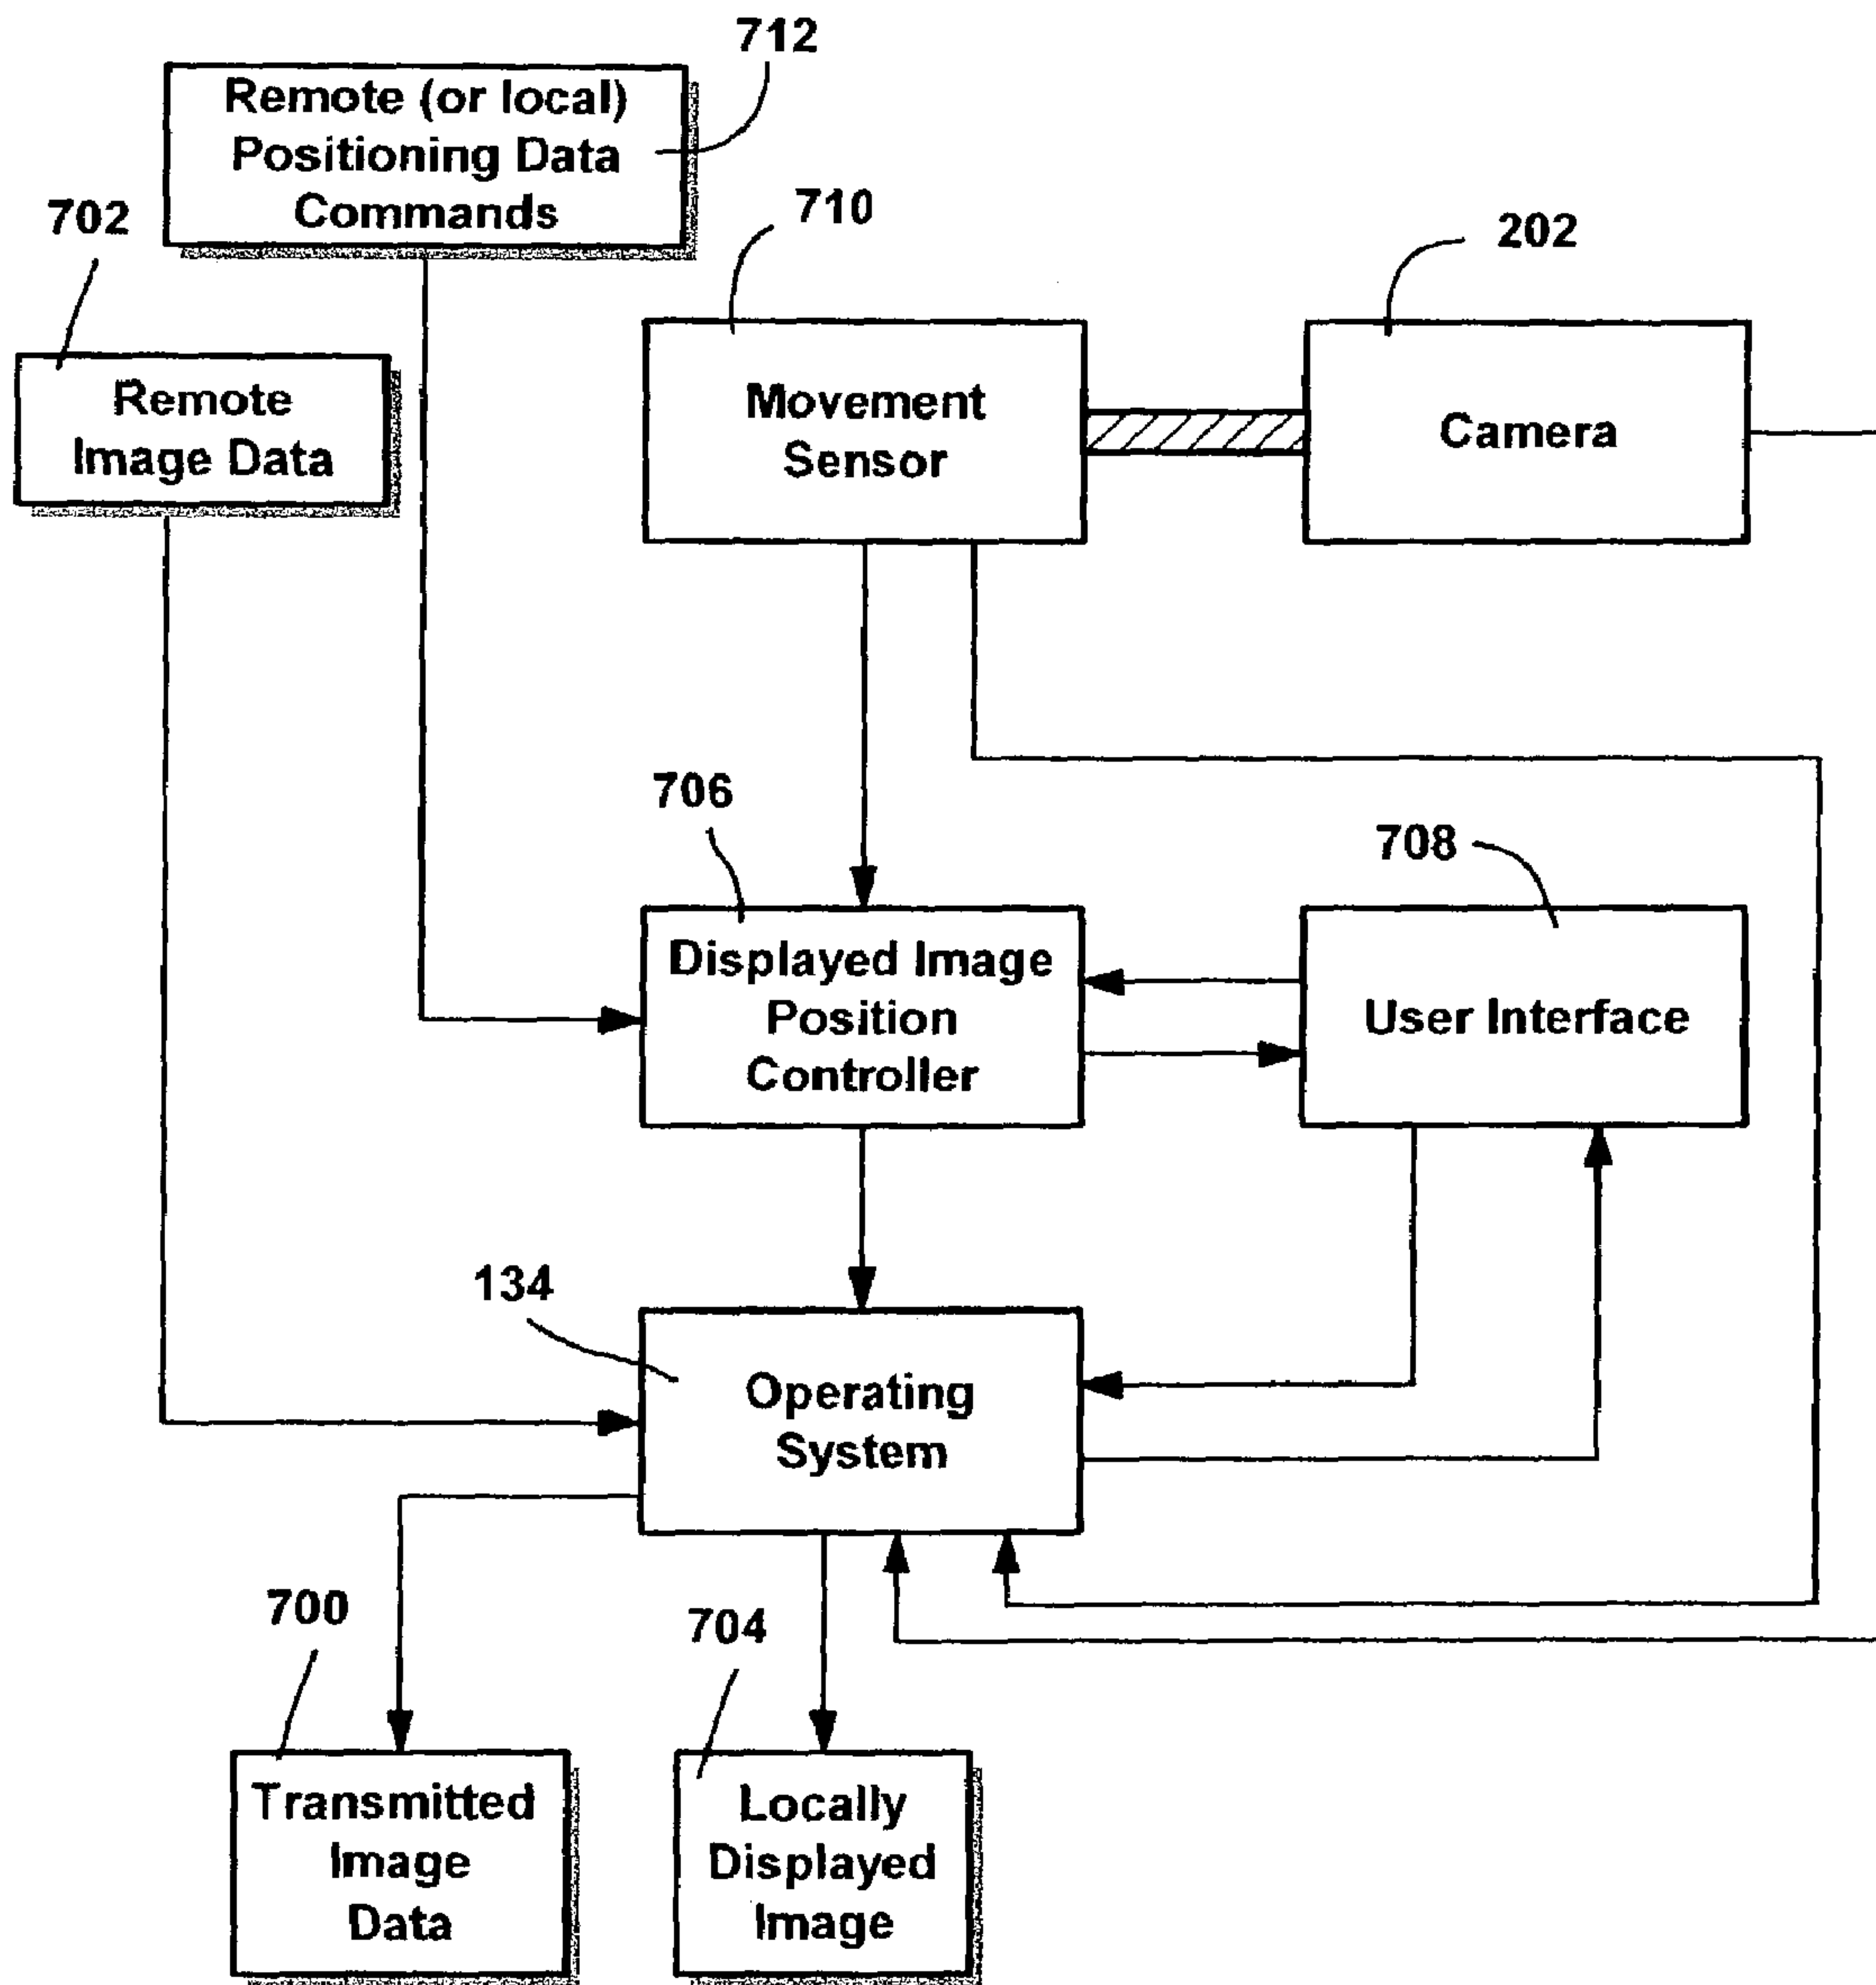 712
Remote (or local)
Positioning Data
Commands
702
Remote
Image Data
710
Movement
Sensor
202
Camera
706
Displayed Image
Position
Controller
708
User Interface
134
Operating
System
700
Transmitted
Image
Data
704
Locally
Displayed
Image